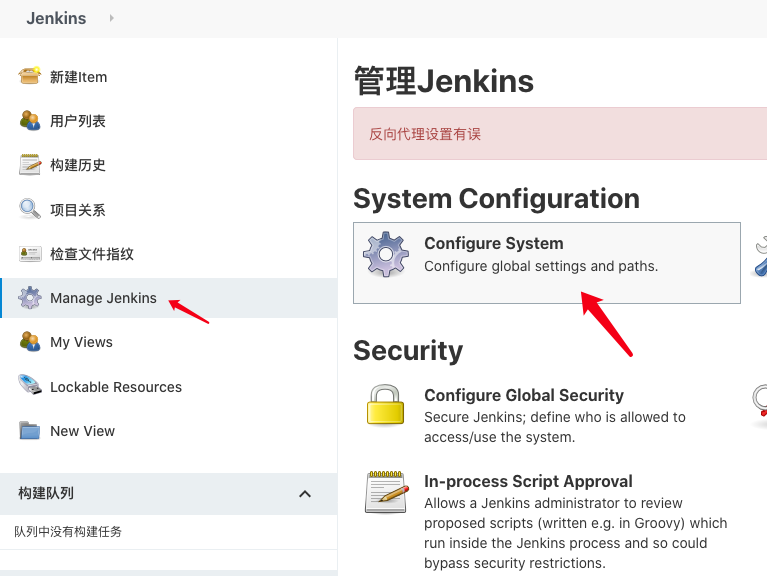 Jenkins
新建Item
用户列表
构建历史
项目关系
检查文件指纹
Manage Jenkins
My Views
Lockable Resources
New View
构建队列
队列中没有构建任务
管理Jenkins
反向代理设置有误
System Configuration
Configure System
Configure global settings and paths.
Security
Configure Global Security
Secure Jenkins; define who is allowed to
access/use the system.
In-process Script Approval
Allows a Jenkins administrator to review
proposed scripts (written e.g. in Groovy) which
run inside the Jenkins process and so could
bypass security restrictions.